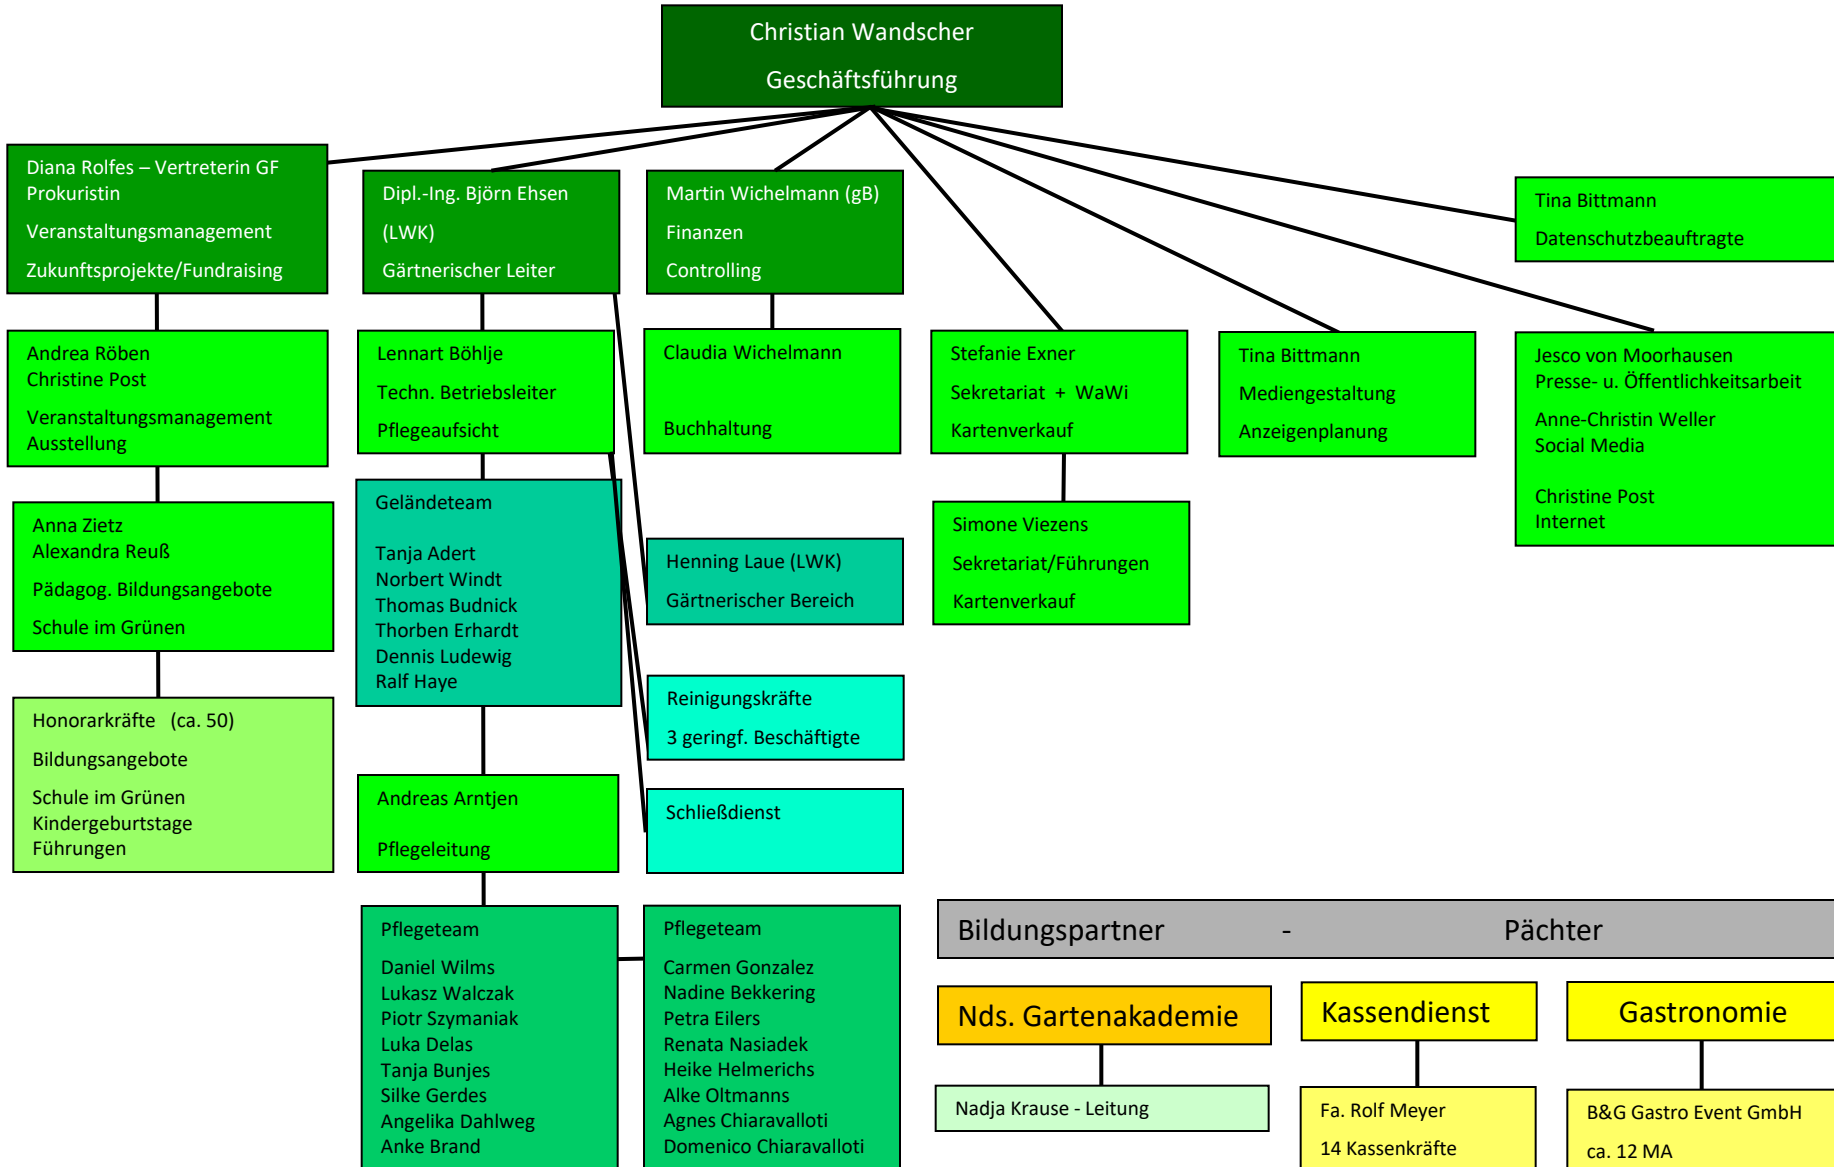 Christian Wandscher
Geschäftsführung
Diana Rolfes – Vertreterin GF
Prokuristin
Veranstaltungsmanagement
Zukunftsprojekte/Fundraising
Dipl.-Ing. Björn Ehsen
(LWK)
Gärtnerischer Leiter
Martin Wichelmann (gB)
Finanzen
Controlling
Tina Bittmann
Datenschutzbeauftragte
Andrea Röben
Christine Post
Veranstaltungsmanagement
Ausstellung
Lennart Böhlje
Techn. Betriebsleiter
Pflegeaufsicht
Claudia Wichelmann
Buchhaltung
Stefanie Exner
Sekretariat + WaWi
Kartenverkauf
Tina Bittmann
Mediengestaltung
Anzeigenplanung
Jesco von Moorhausen
Presse- u. Öffentlichkeitsarbeit
Anne-Christin Weller
Social Media
Christine Post
Internet
Anna Zietz
Alexandra Reuß
Pädagog. Bildungsangebote
Schule im Grünen
Geländeteam
Tanja Adert
Norbert Windt
Thomas Budnick
Thorben Erhardt
Dennis Ludewig
Ralf Haye
Henning Laue (LWK)
Gärtnerischer Bereich
Simone Viezens
Sekretariat/Führungen
Kartenverkauf
Honorarkräfte (ca. 50)
Bildungsangebote
Schule im Grünen
Kindergeburtstage
Führungen
Reinigungskräfte
3 geringf. Beschäftigte
Andreas Arntjen
Pflegeleitung
Schließdienst
Pflegeteam
Daniel Wilms
Lukasz Walczak
Piotr Szymaniak
Luka Delas
Tanja Bunjes
Silke Gerdes
Angelika Dahlweg
Anke Brand
Pflegeteam
Carmen Gonzalez
Nadine Bekkering
Petra Eilers
Renata Nasiadek
Heike Helmerichs
Alke Oltmanns
Agnes Chiaravalloti
Domenico Chiaravalloti
Bildungspartner - Pächter
Nds. Gartenakademie
Nadja Krause - Leitung
Kassendienst
Fa. Rolf Meyer
14 Kassenkräfte
Gastronomie
B&G Gastro Event GmbH
ca. 12 MA